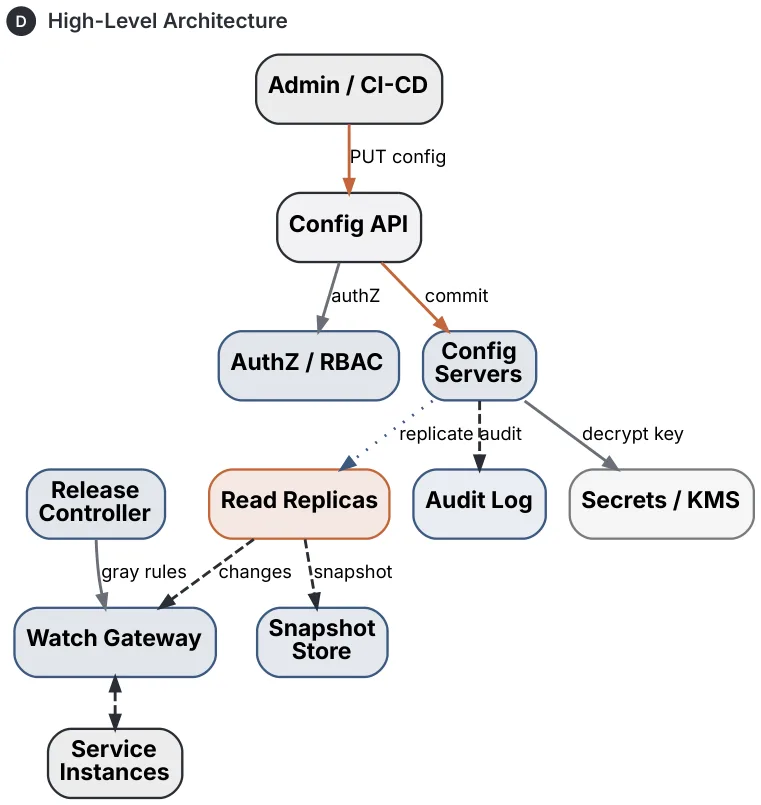 D High-Level Architecture
Admin / CI-CD
PUT config
Config API
authZ
commit
AuthZ / RBAC
Config
Servers
replicate
audit
decrypt key
Release
Controller
Read Replicas
Audit Log
Secrets / KMS
gray rules
changes
snapshot
Watch Gateway
Snapshot
Store
Service
Instances